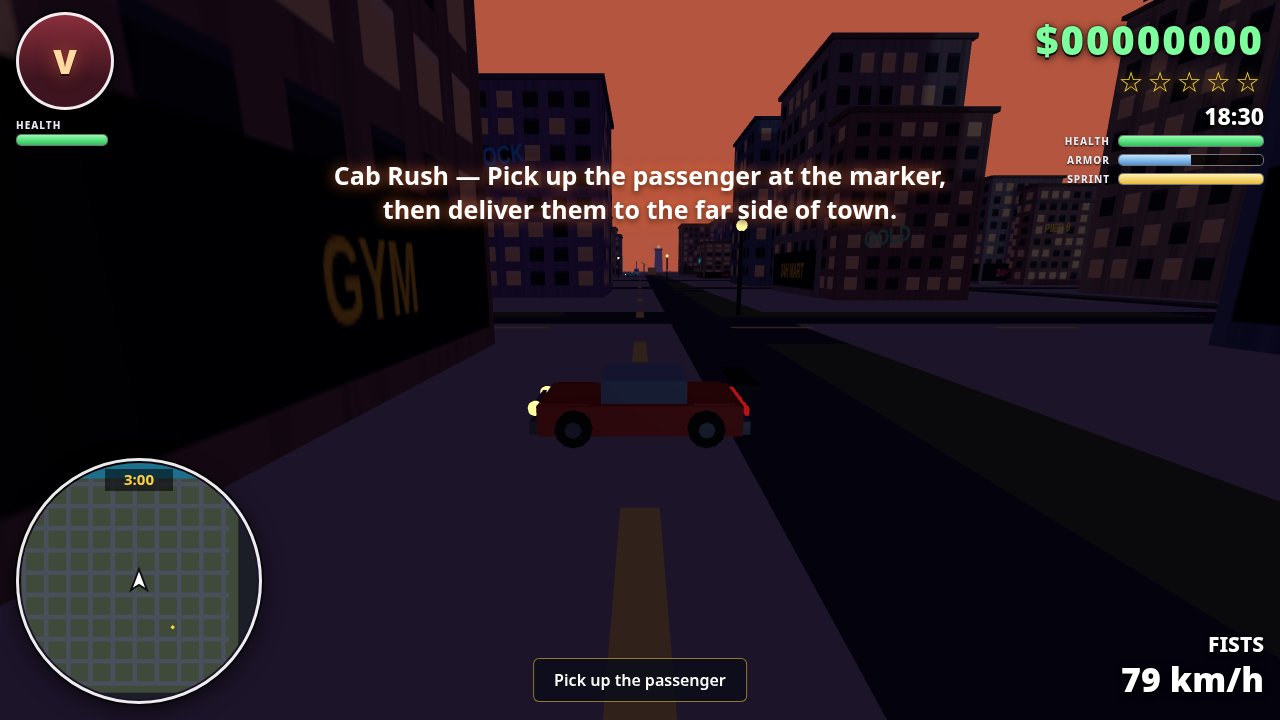 V
HEALTH
$00000000
18:30
HEALTH
ARMOR
SPRINT
Cab Rush — Pick up the passenger at the marker,
then deliver them to the far side of town.
GYM
GOLD
3:00
Pick up the passenger
FISTS
79 km/h